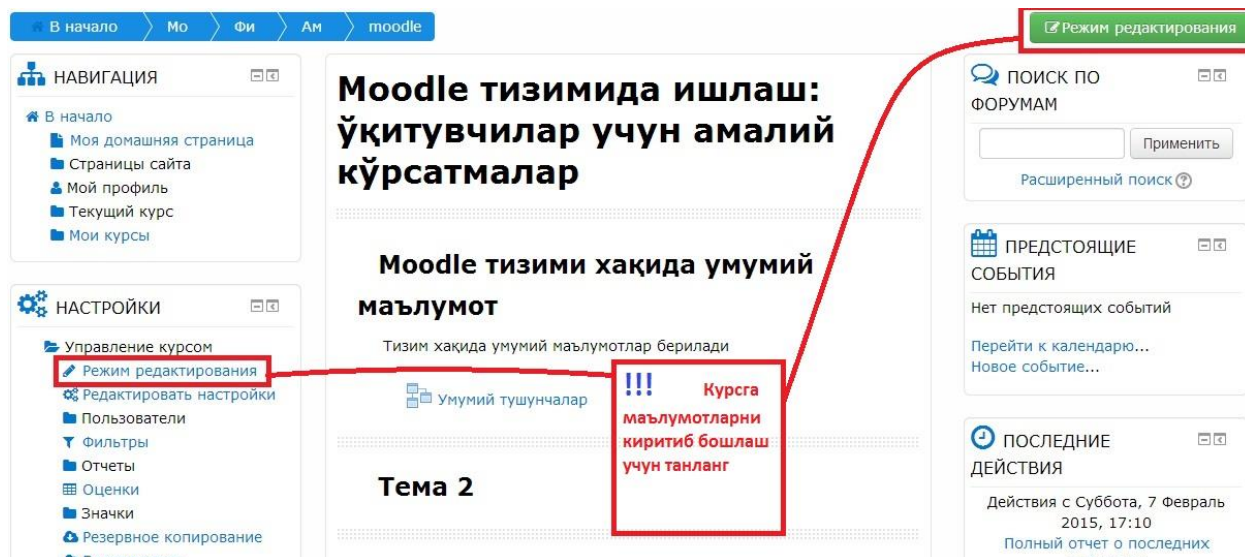 В начало Мо Фи Ам moodle
Режим редактирования
НАВИГАЦИЯ
В начало
Моя домашняя страница
Страницы сайта
Мой профиль
Текущий курс
Мои курсы
НАСТРОЙКИ
Управление курсом
Режим редактирования
Редактировать настройки
Пользователи
Фильтры
Отчеты
Оценки
Значки
Резервное копирование
Moodle тизимида ишлаш:
ўқитувчилар учун амалий
кўрсатмалар
Moodle тизими хақида умумий
маълумот
Тизим хақида умумий маълумотлар берилади
Умумий тушунчалар
!!! Курсга
маълумотларни
киритиб бошлаш
учун танланг
Тема 2
ПОИСК ПО
ФОРУМАМ
Применить
Расширенный поиск ?
ПРЕДСТОЯЩИЕ
СОБЫТИЯ
Нет предстоящих событий
Перейти к календарю...
Новое событие...
ПОСЛЕДНИЕ
ДЕЙСТВИЯ
Действия с Суббота, 7 Февраль
2015, 17:10
Полный отчет о последних